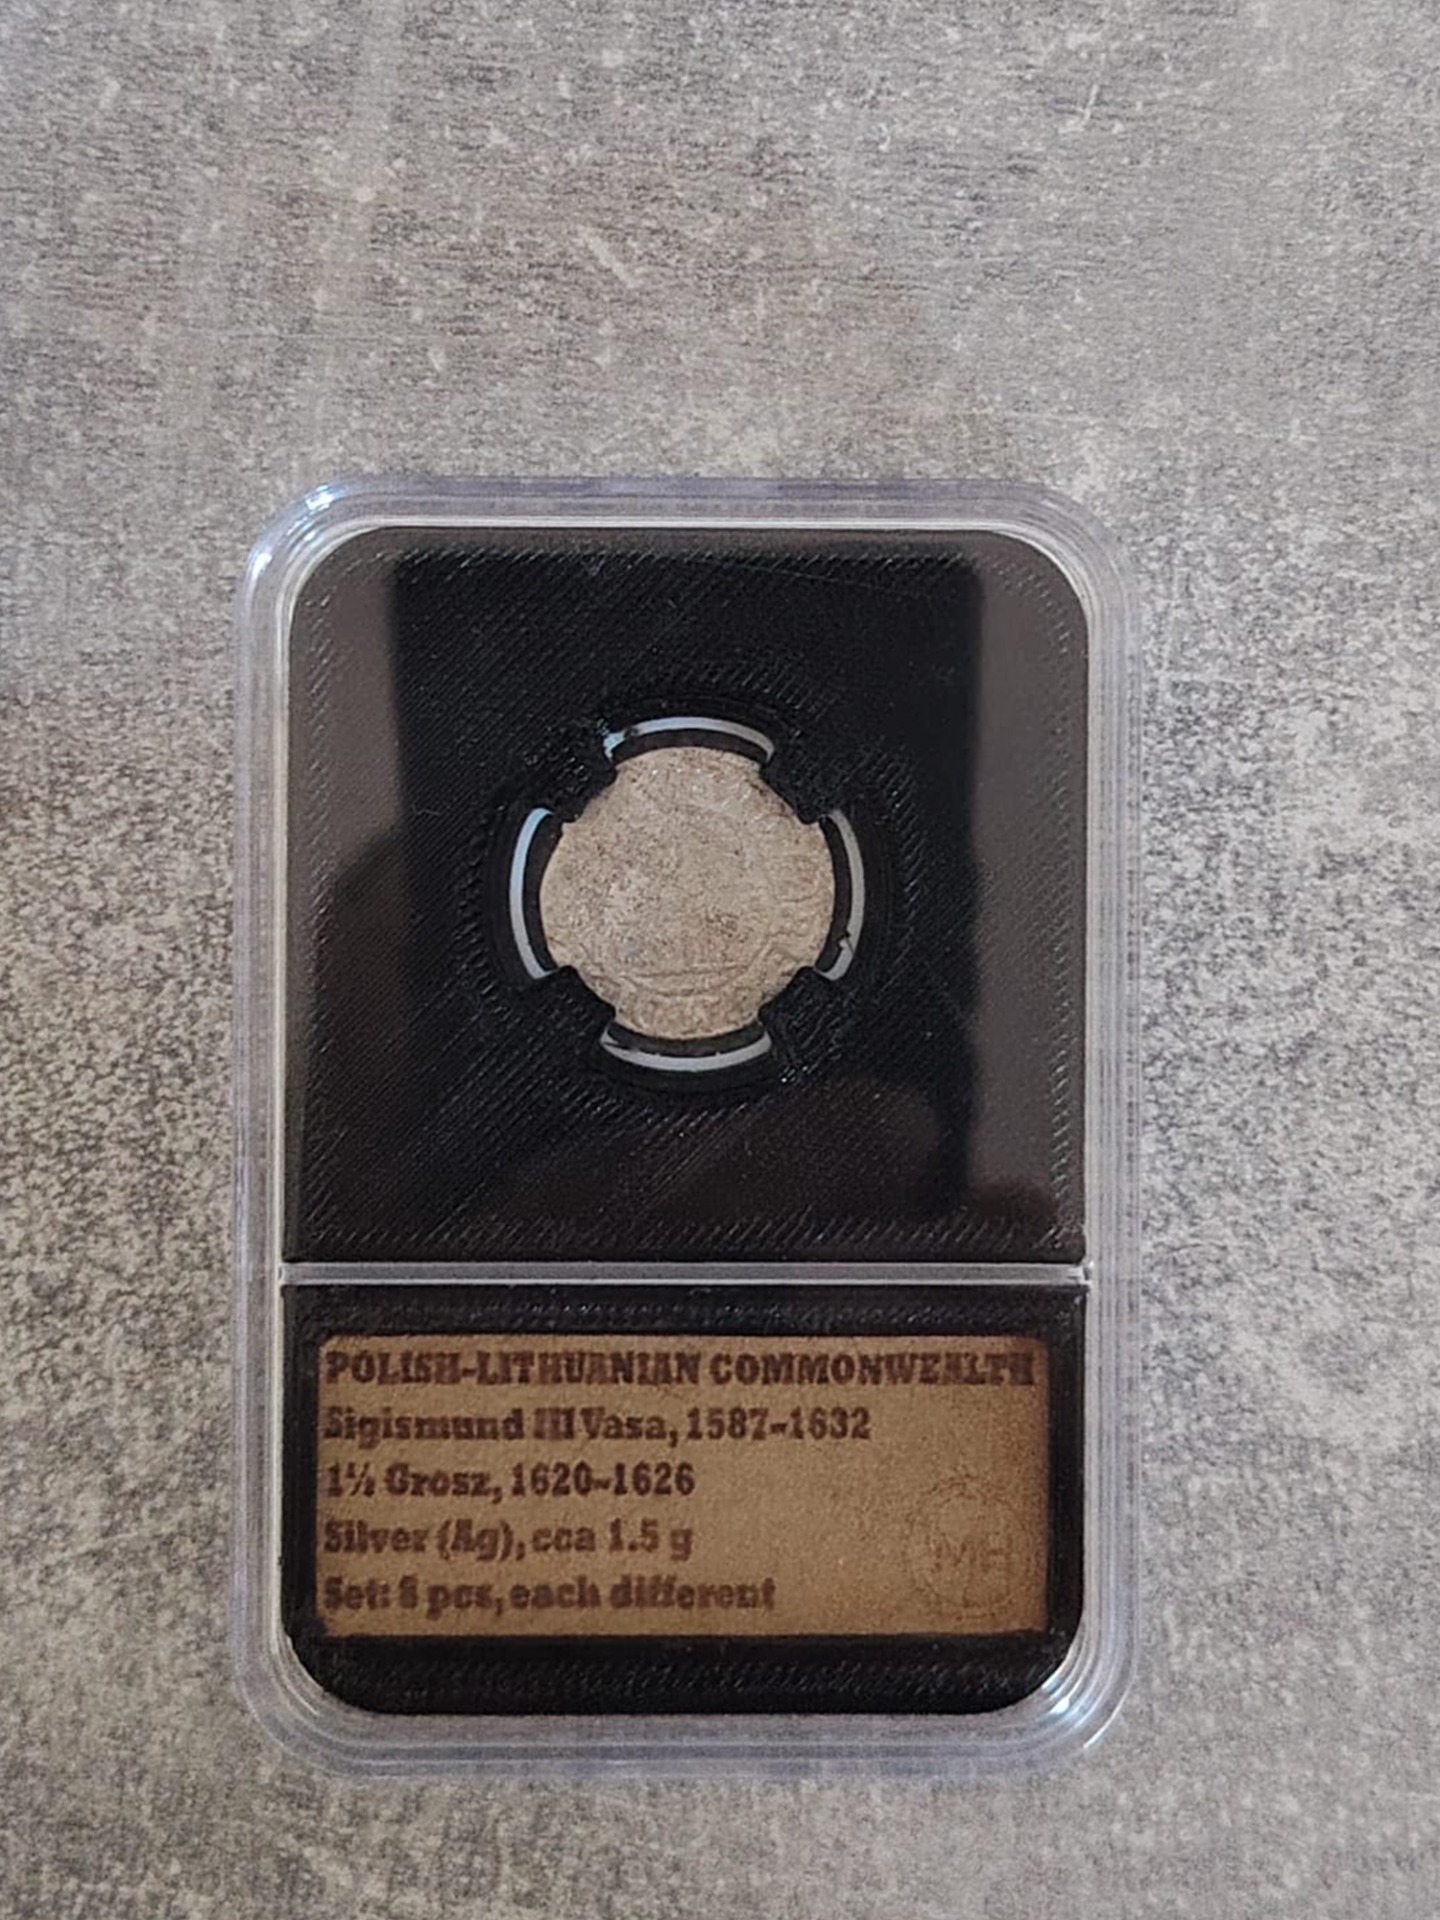 POLISH-LITHUANIAN COMMONWEALTH
Sigismund III Vasa, 1587-1632
1½ Grosz, 1620-1626
Silver (Ag), cca 1.5 g
Set: 8 pcs, each different
MH